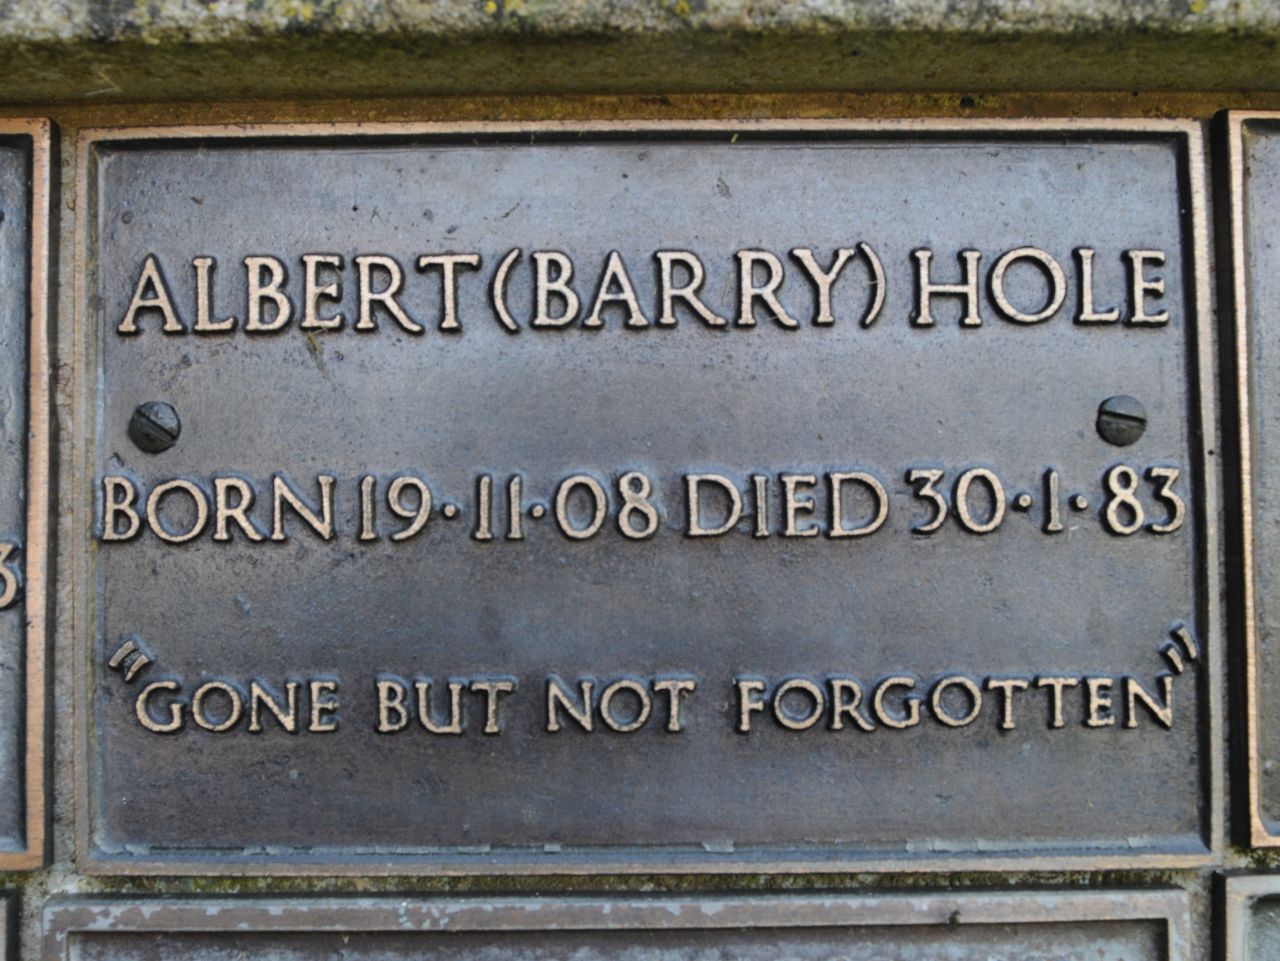 ALBERT (BARRY) HOLE
BORN 19·11·08 DIED 30·1·83
"GONE BUT NOT FORGOTTEN"